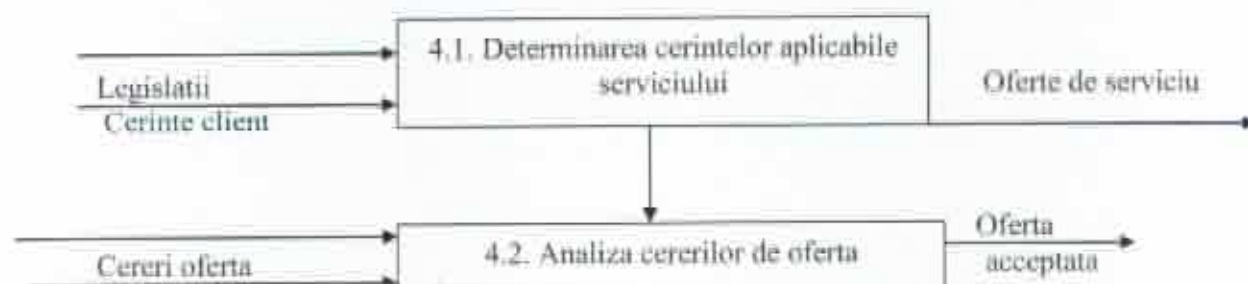 4.1. Determinarea cerintelor aplicabile
serviciului
Legislatii
Cerinte client
Oferte de serviciu
4.2. Analiza cererilor de oferta
Cereri oferta
Oferta
acceptata